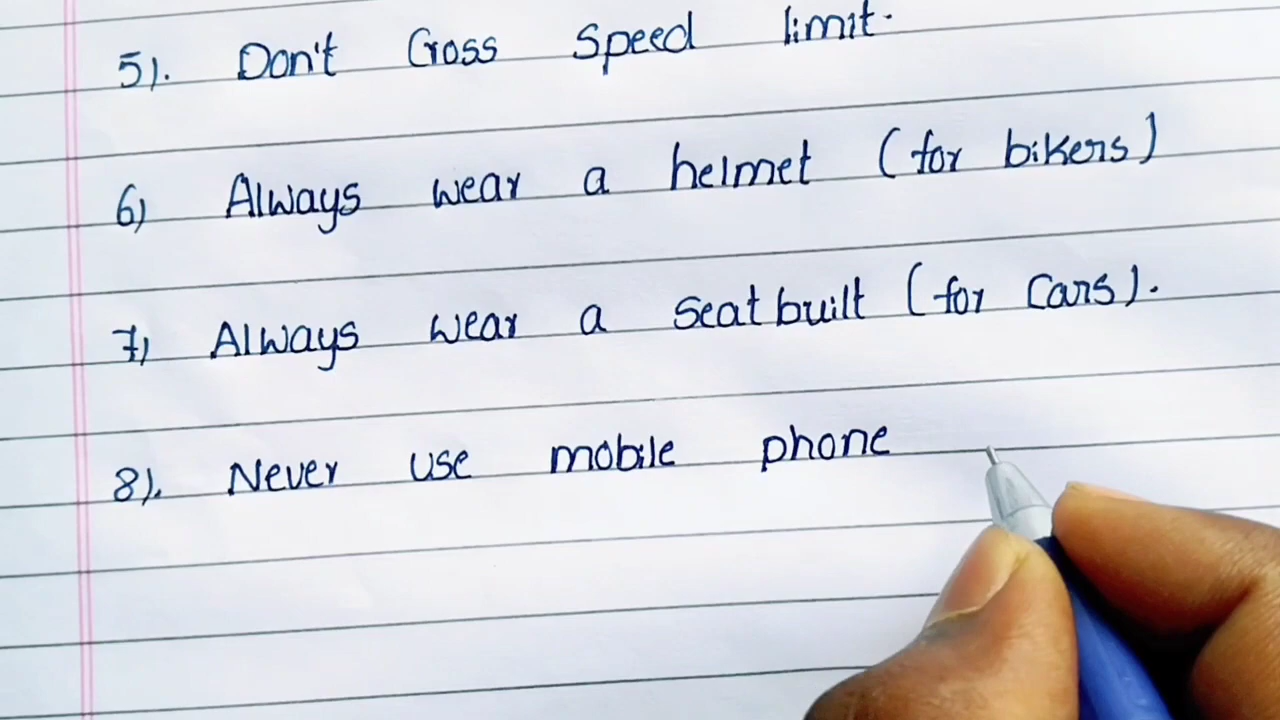 5). Don't Cross Speed limit.
6) Always wear a helmet (for bikers)
7) Always wear a seatbuilt (for Cars).
8). Never use mobile phone